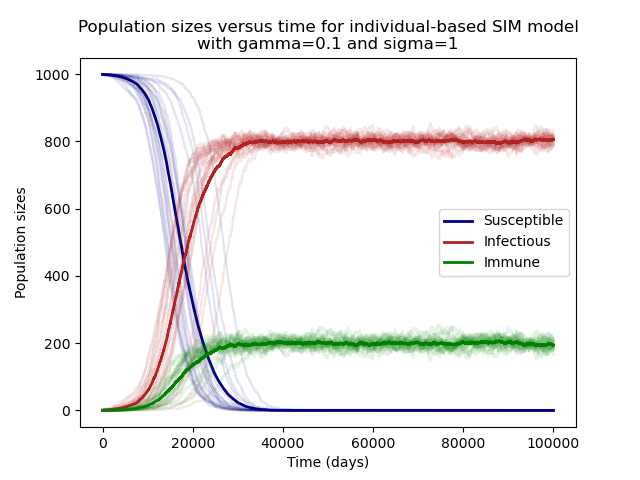 Population sizes versus time for individual-based SIM model
with gamma=0.1 and sigma=1
1000
800
600
400
200
0
Population sizes
Susceptible
Infectious
Immune
0 20000 40000 60000 80000 100000
Time (days)